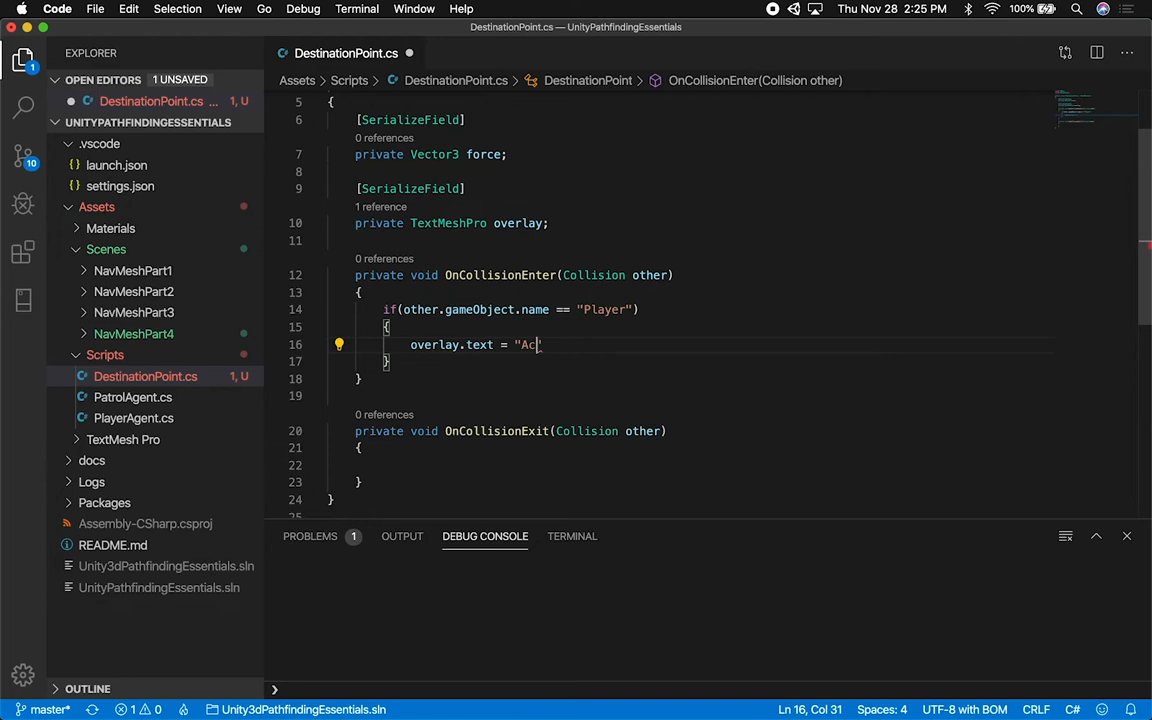 Code File Edit Selection View Go Debug Terminal Window Help Thu Nov 28 2:25 PM 100%
DestinationPoint.cs — UnityPathfindingEssentials
EXPLORER
OPEN EDITORS 1 UNSAVED
DestinationPoint.cs ... 1, U
UNITYPATHFINDINGESSENTIALS
.vscode
launch.json
settings.json
Assets
Materials
Scenes
NavMeshPart1
NavMeshPart2
NavMeshPart3
NavMeshPart4
Scripts
DestinationPoint.cs 1, U
PatrolAgent.cs
PlayerAgent.cs
TextMesh Pro
docs
Logs
Packages
Assembly-CSharp.csproj
README.md
Unity3dPathfindingEssentials.sln
UnityPathfindingEssentials.sln
OUTLINE
1
10
DestinationPoint.cs
Assets > Scripts > DestinationPoint.cs > DestinationPoint > OnCollisionEnter(Collision other)
5 {
6 [SerializeField]
0 references
7 private Vector3 force;
8
9 [SerializeField]
1 reference
10 private TextMeshPro overlay;
11
0 references
12 private void OnCollisionEnter(Collision other)
13 {
14 if(other.gameObject.name == "Player")
15 {
16 overlay.text = "Ac"
17 }
18 }
19
0 references
20 private void OnCollisionExit(Collision other)
21 {
22
23 }
24 }
25
PROBLEMS 1 OUTPUT DEBUG CONSOLE TERMINAL
master* 1 0 Unity3dPathfindingEssentials.sln Ln 16, Col 31 Spaces: 4 UTF-8 with BOM CRLF C#